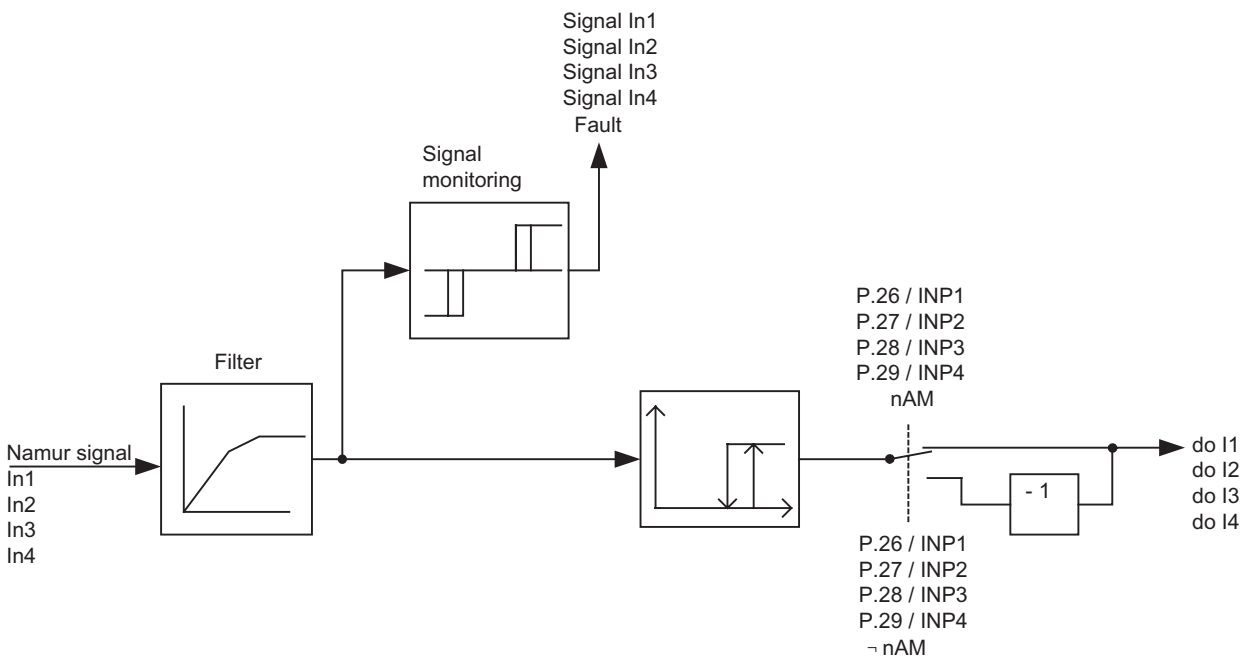 Signal In1
Signal In2
Signal In3
Signal In4
Fault
Signal
monitoring
P.26 / INP1
P.27 / INP2
P.28 / INP3
P.29 / INP4
nAM
Filter
Namur signal
In1
In2
In3
In4
- 1
do I1
do I2
do I3
do I4
P.26 / INP1
P.27 / INP2
P.28 / INP3
P.29 / INP4
¬ nAM